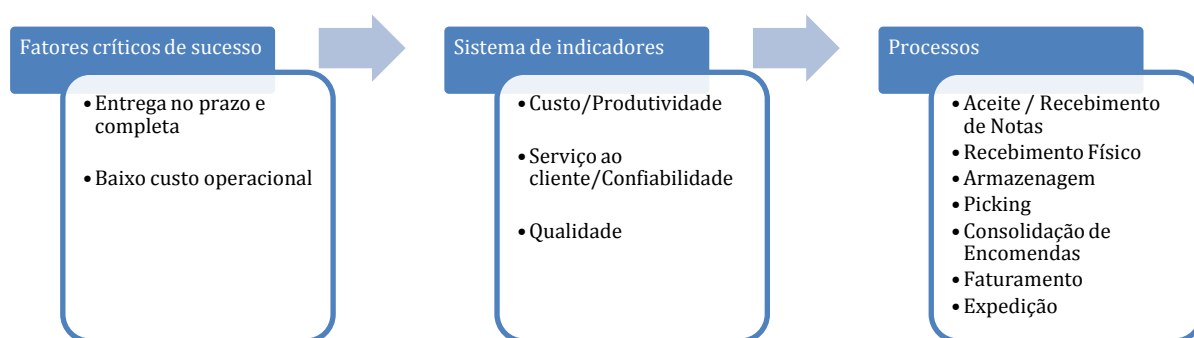 Fatores críticos de sucesso
• Entrega no prazo e
completa
• Baixo custo operacional
Sistema de indicadores
• Custo/Produtividade
• Serviço ao
cliente/Confiabilidade
• Qualidade
Processos
• Aceite / Recebimento
de Notas
• Recebimento Físico
• Armazenagem
• Picking
• Consolidação de
Encomendas
• Faturamento
• Expedição